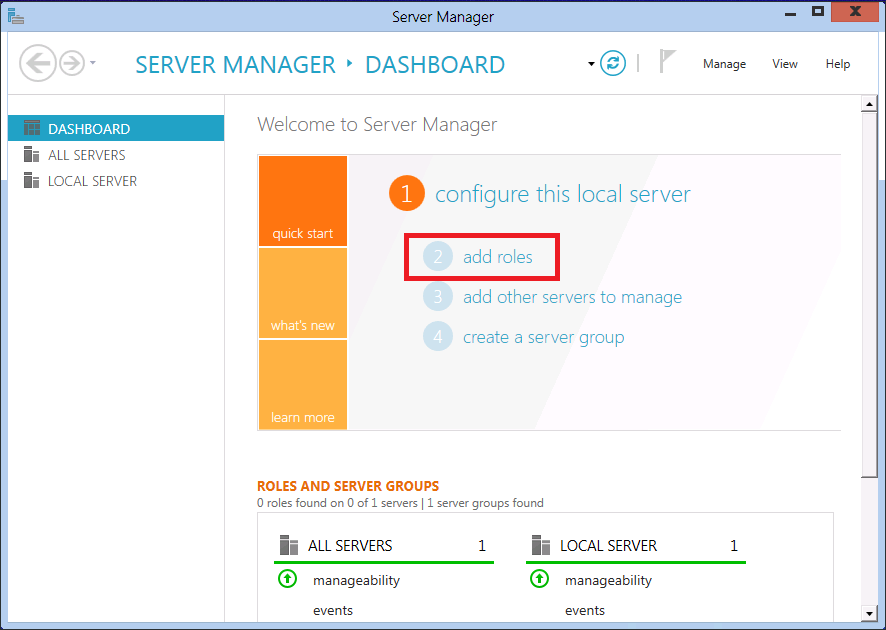 Server Manager
SERVER MANAGER ‣ DASHBOARD
Manage View Help
DASHBOARD
ALL SERVERS
LOCAL SERVER
Welcome to Server Manager
quick start
what's new
learn more
1 configure this local server
2 add roles
3 add other servers to manage
4 create a server group
ROLES AND SERVER GROUPS
0 roles found on 0 of 1 servers | 1 server groups found
ALL SERVERS 1
manageability
events
LOCAL SERVER 1
manageability
events